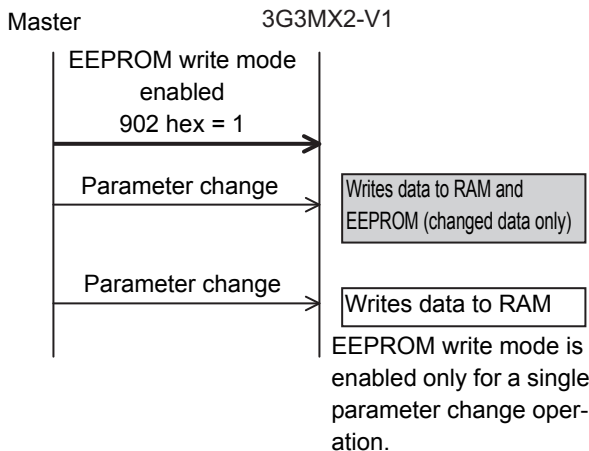 Master
3G3MX2-V1
EEPROM write mode
enabled
902 hex = 1
Parameter change
Writes data to RAM and
EEPROM (changed data only)
Parameter change
Writes data to RAM
EEPROM write mode is
enabled only for a single
parameter change oper-
ation.